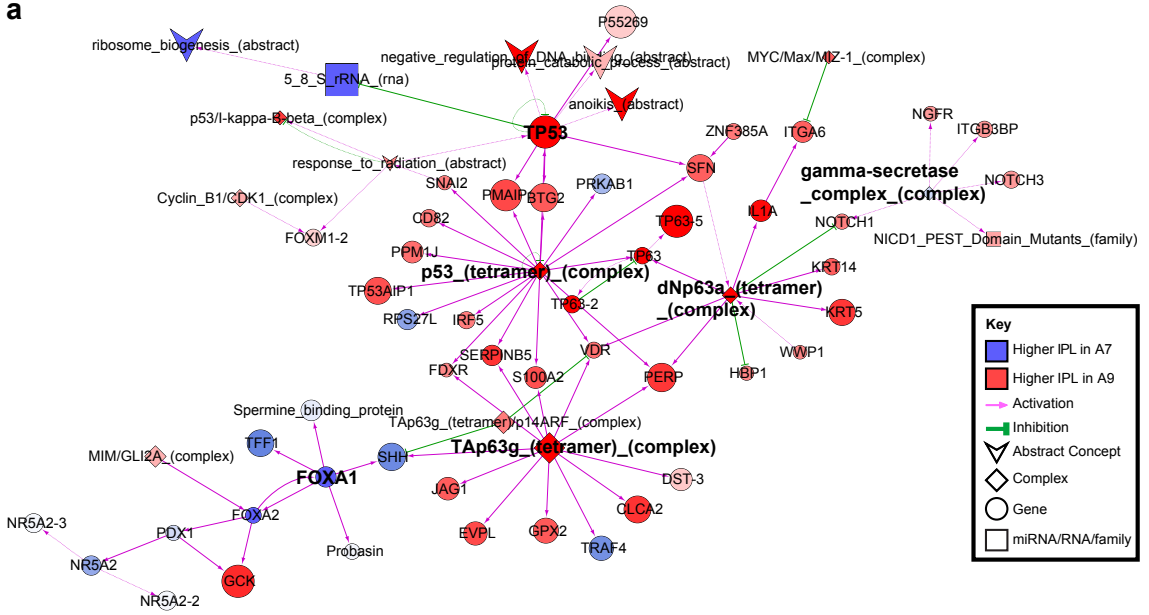 a
P55269
ribosome_biogenesis_(abstract)
negative_regulation_of_DNA_binding_(abstract)
protein_catabolic_process_(abstract)
MYC/Max/MIZ-1_(complex)
5_8_S_rRNA_(rna)
anoikis_(abstract)
p53/I-kappa-B-beta_(complex)
TP53
ZNF385A
ITGA6
NGFR
ITGB3BP
response_to_radiation_(abstract)
SFN
gamma-secretase
_complex_(complex)
SNAI2
PMAIP
BTG2
PRKAB1
NOTCH3
Cyclin_B1/CDK1_(complex)
CD82
TP63-5
IL1A
NOTCH1
FOXM1-2
NICD1_PEST_Domain_Mutants_(family)
PPM1J
TP63
KRT14
p53_(tetramer)_(complex)
TP53AIP1
dNp63a_(tetramer)
_(complex)
TP63-2
RPS27L
IRF5
KRT5
SERPINB5
VDR
WWP1
FDXR
S100A2
PERP
HBP1
Spermine_binding_protein
TAp63g_(tetramer)/p14ARF_(complex)
TFF1
TAp63g_(tetramer)_(complex)
MIM/GLI2A_(complex)
SHH
FOXA1
DST-3
JAG1
CLCA2
FOXA2
NR5A2-3
PDX1
EVPL
GPX2
TRAF4
Probasin
NR5A2
GCK
NR5A2-2
Key
Higher IPL in A7
Higher IPL in A9
Activation
Inhibition
Abstract Concept
Complex
Gene
miRNA/RNA/family